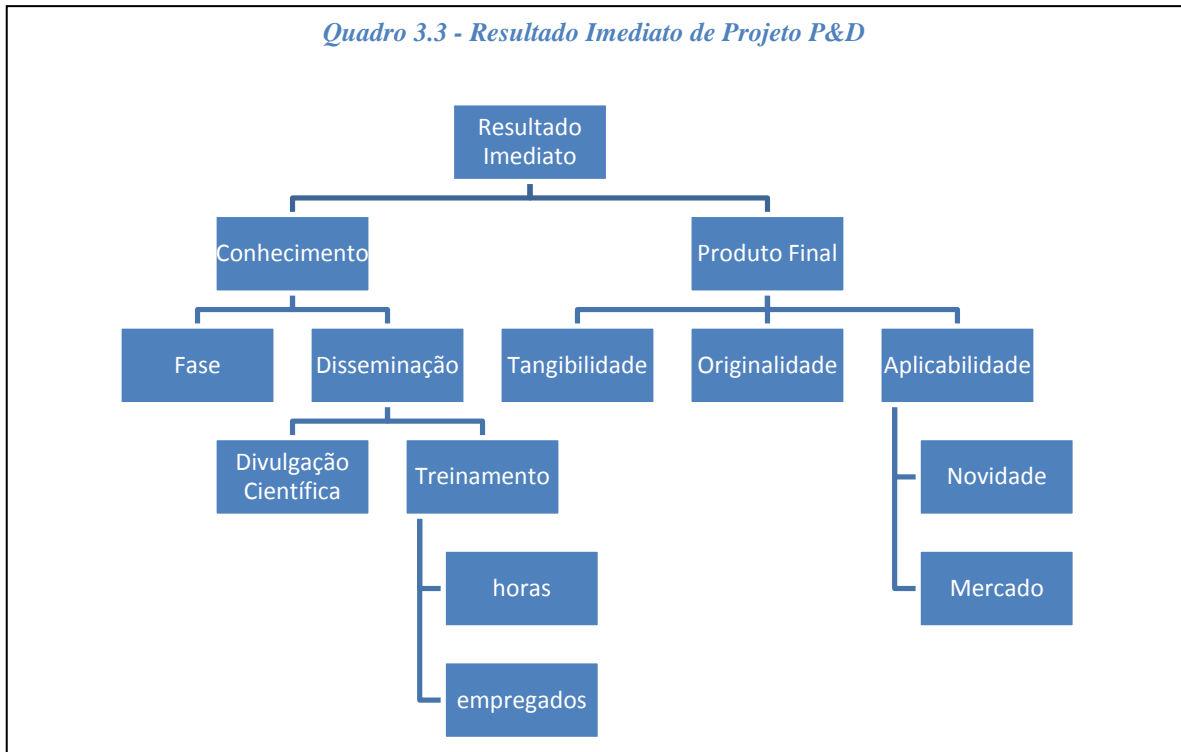 Quadro 3.3 - Resultado Imediato de Projeto P&D
Resultado
Imediato
Conhecimento
Produto Final
Fase
Disseminação
Tangibilidade
Originalidade
Aplicabilidade
Divulgação
Científica
Treinamento
Novidade
horas
Mercado
empregados